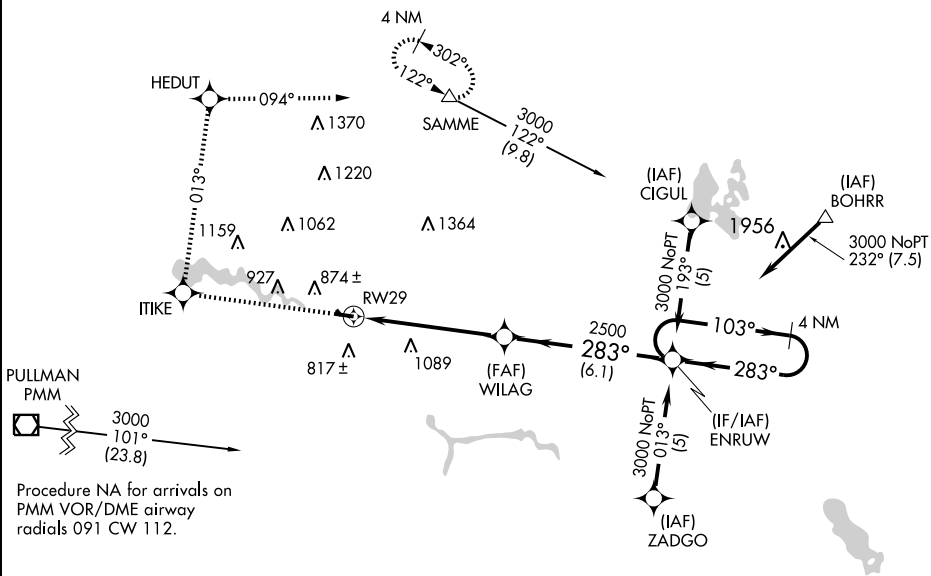 4 NM
302°
122°
SAMME
3000
122°
(9.8)
HEDUT
094°
1370
1220
1062
1364
1159
927
874±
013°
ITIKE
RW29
817±
1089
(IAF)
CIGUL
1956
(IAF)
BOHRR
3000 NoPT
232° (7.5)
3000 NoPT
193°
(5)
103°
4 NM
283°
2500
283°
(6.1)
(FAF)
WILAG
(IF/IAF)
ENRUW
3000 NoPT
013°
(5)
(IAF)
ZADGO
PULLMAN
PMM
3000
101°
(23.8)
Procedure NA for arrivals on
PMM VOR/DME airway
radials 091 CW 112.